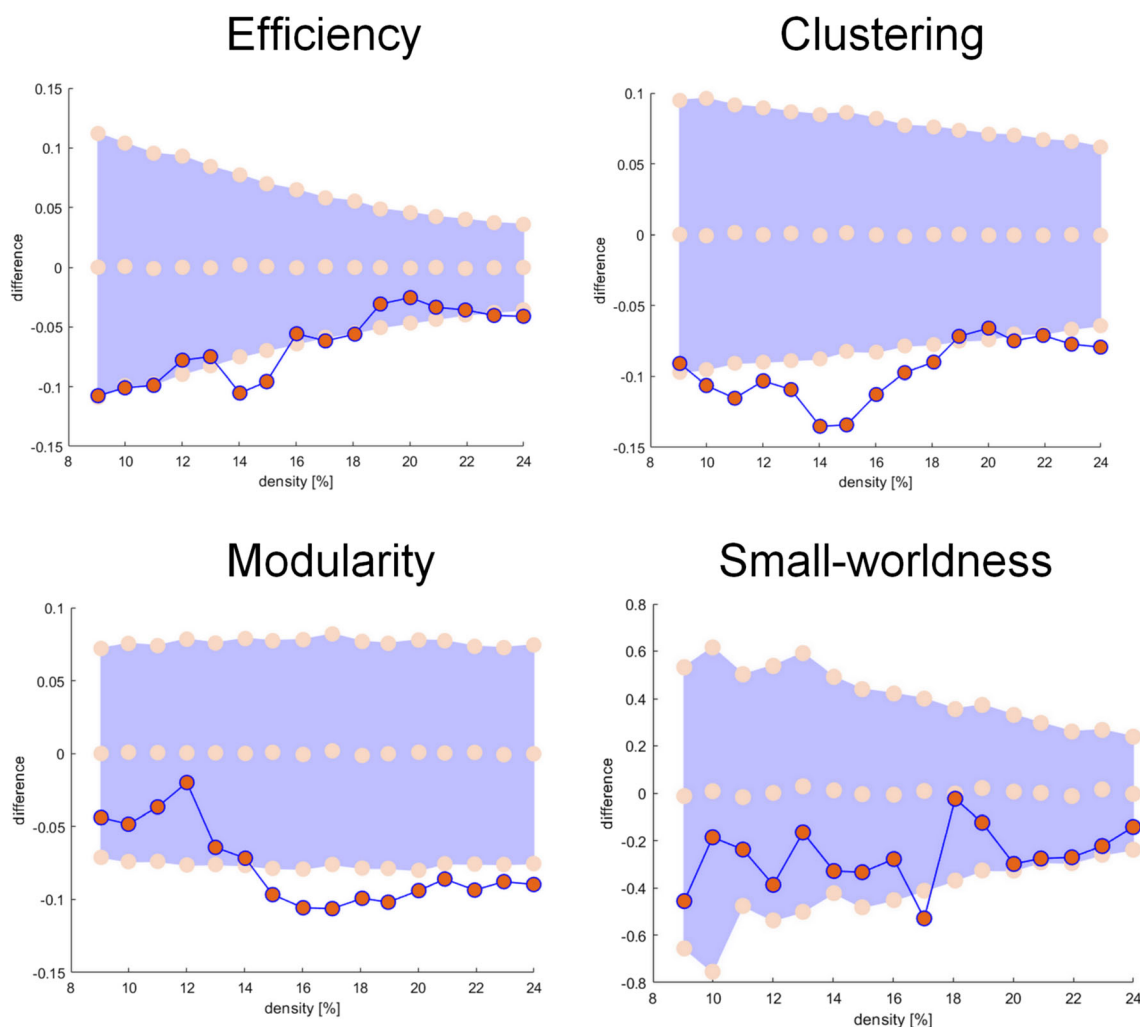 Efficiency
0.15
0.1
0.05
0
-0.05
-0.1
-0.15
difference
8 10 12 14 16 18 20 22 24
density [%]
Clustering
0.1
0.05
0
-0.05
-0.1
-0.15
difference
8 10 12 14 16 18 20 22 24
density [%]
Modularity
0.1
0.05
0
-0.05
-0.1
-0.15
difference
8 10 12 14 16 18 20 22 24
density [%]
Small-worldness
0.8
0.6
0.4
0.2
0
-0.2
-0.4
-0.6
-0.8
difference
8 10 12 14 16 18 20 22 24
density [%]